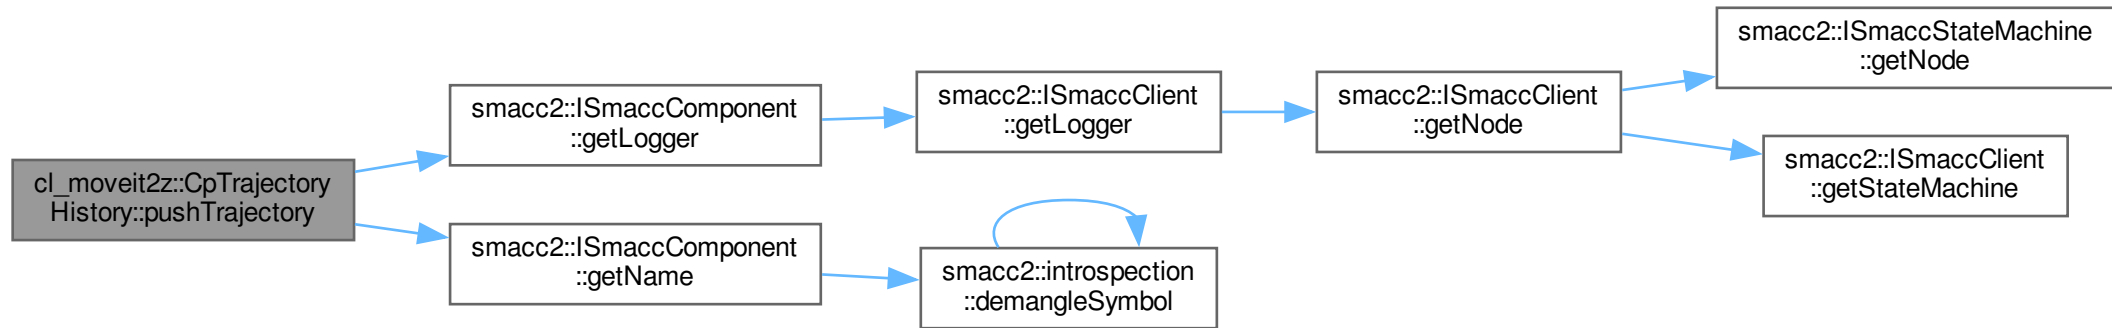 cl_moveit2z::CpTrajectory
History::pushTrajectory
smacc2::ISmaccComponent
::getLogger
smacc2::ISmaccClient
::getLogger
smacc2::ISmaccClient
::getNode
smacc2::ISmaccStateMachine
::getNode
smacc2::ISmaccClient
::getStateMachine
smacc2::ISmaccComponent
::getName
smacc2::introspection
::demangleSymbol